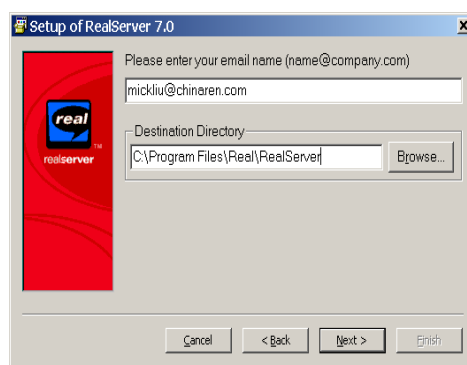 Setup of RealServer 7.0
Please enter your email name (name@company.com)
mickliu@chinaren.com
real
TM
realserver
Destination Directory
C:\Program Files\Real\RealServer
Browse...
Cancel
< Back
Next >
Finish